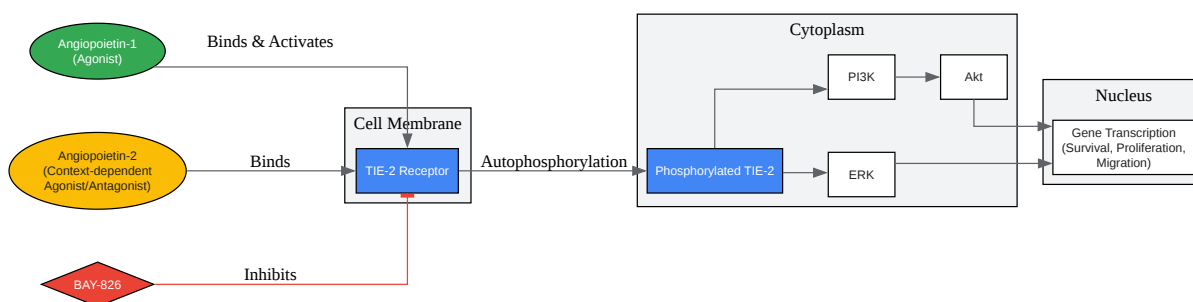 Angiopoietin-1
(Agonist)
Binds & Activates
Angiopoietin-2
(Context-dependent
Agonist/Antagonist)
Binds
BAY-826
Inhibits
Cell Membrane
TIE-2 Receptor
Autophosphorylation
Cytoplasm
Phosphorylated TIE-2
PI3K
Akt
ERK
Nucleus
Gene Transcription
(Survival, Proliferation,
Migration)